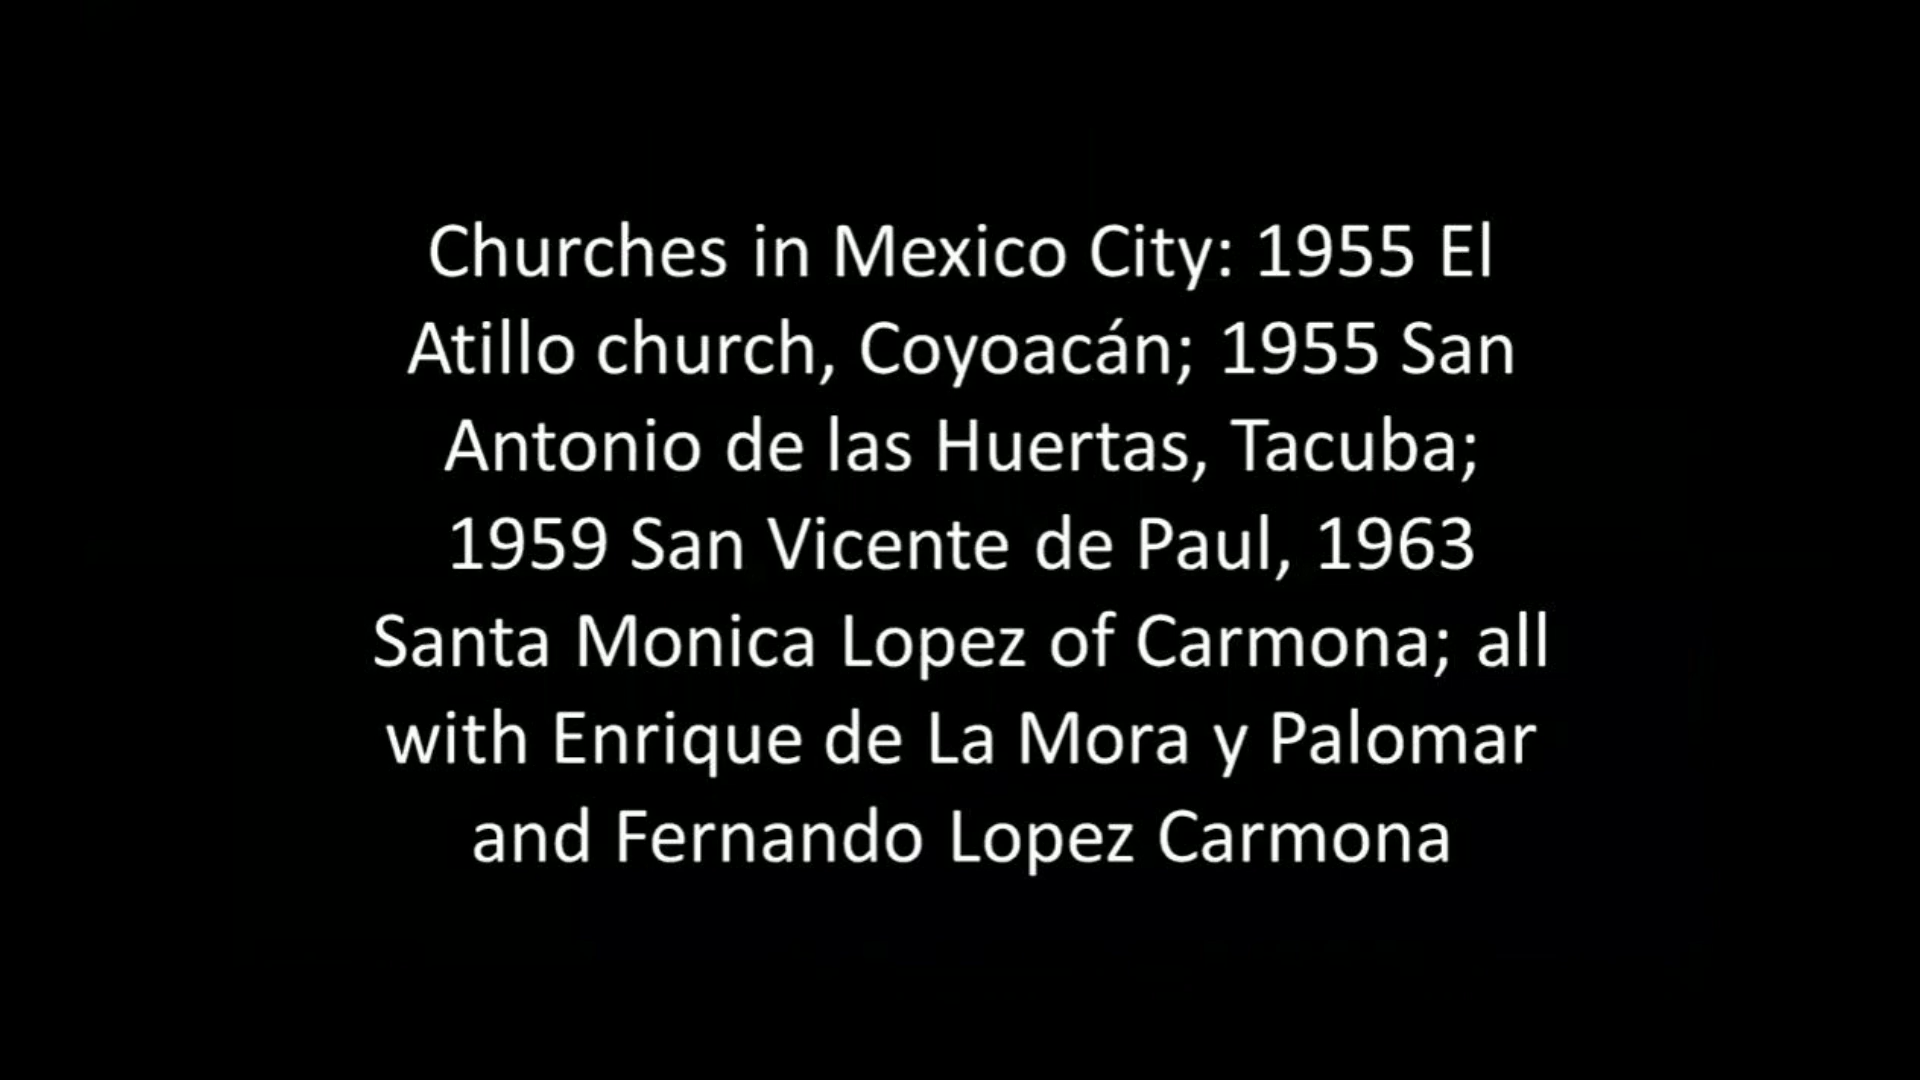 Churches in Mexico City: 1955 El
Atillo church, Coyoacán; 1955 San
Antonio de las Huertas, Tacuba;
1959 San Vicente de Paul, 1963
Santa Monica Lopez of Carmona; all
with Enrique de La Mora y Palomar
and Fernando Lopez Carmona